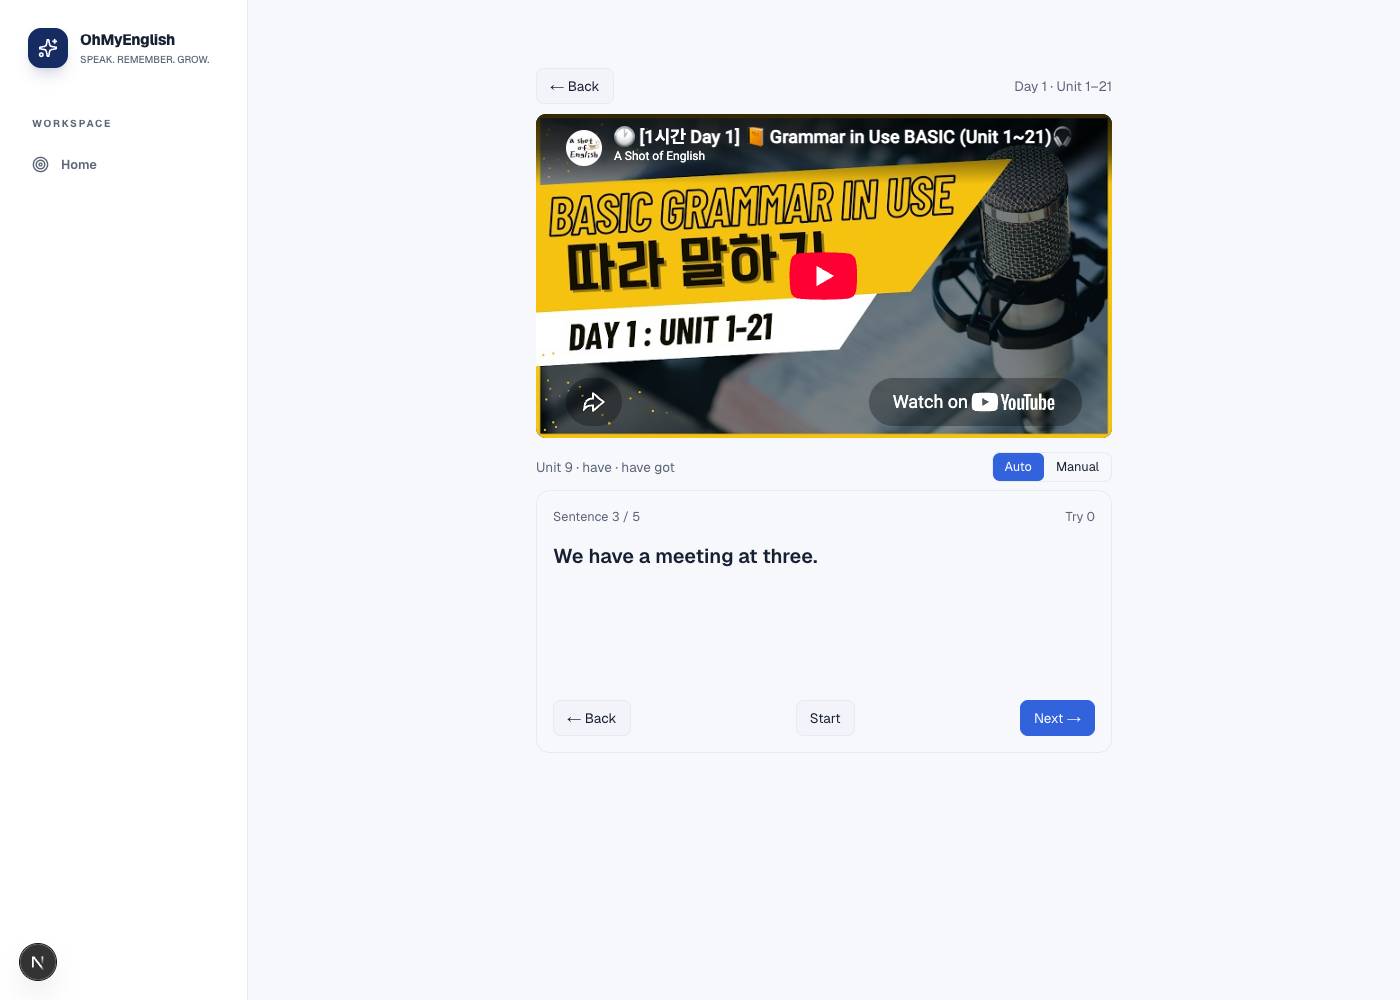 OhMyEnglish
SPEAK. REMEMBER. GROW.
WORKSPACE
Home
← Back
Day 1 · Unit 1–21
a shot of English
[1시간 Day 1] Grammar in Use BASIC (Unit 1~21)
A Shot of English
BASIC GRAMMAR IN USE
따라 말하기
DAY 1 : UNIT 1-21
Watch on YouTube
Unit 9 · have · have got
Auto
Manual
Sentence 3 / 5
Try 0
We have a meeting at three.
← Back
Start
Next →
N